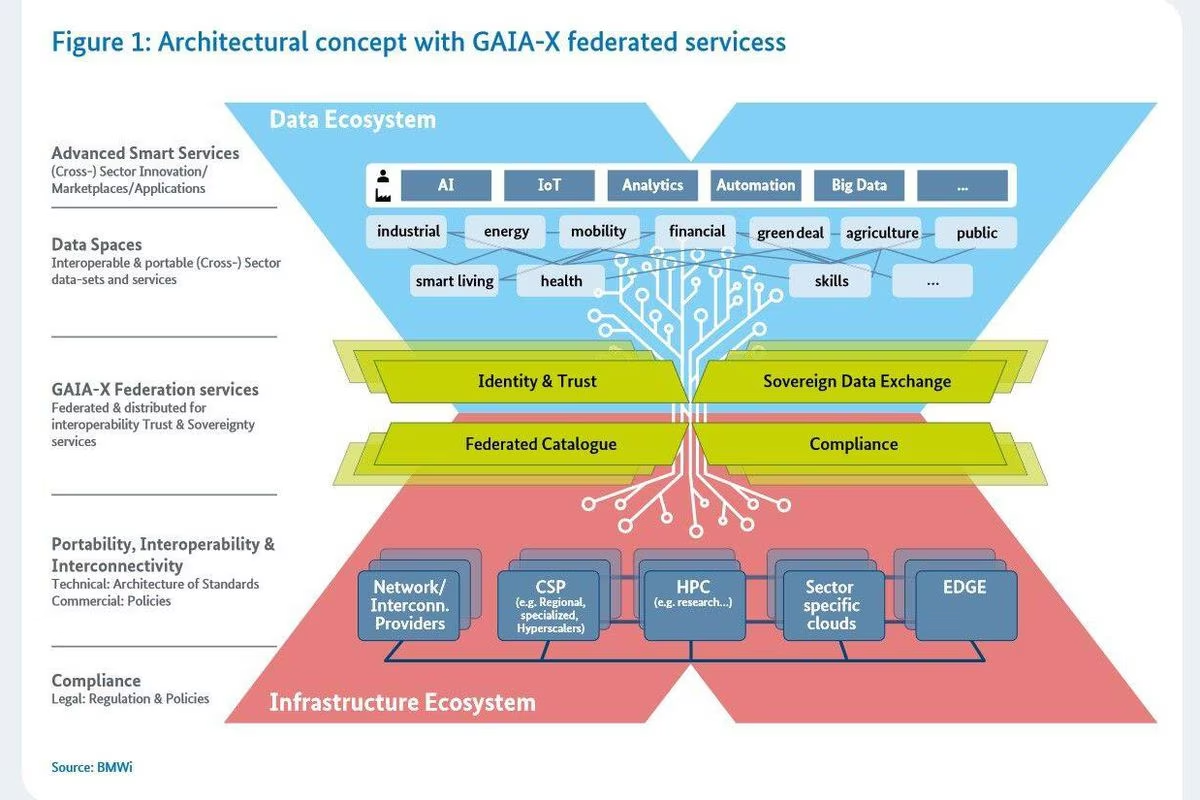 Figure 1: Architectural concept with GAIA-X federated servicess
Data Ecosystem
Advanced Smart Services
(Cross-) Sector Innovation/
Marketplaces/Applications
AI
IoT
Analytics
Automation
Big Data
...
Data Spaces
Interoperable & portable (Cross-) Sector
data-sets and services
industrial
energy
mobility
financial
green deal
agriculture
public
smart living
health
skills
...
GAIA-X Federation services
Federated & distributed for
interoperability Trust & Sovereignty
services
Identity & Trust
Sovereign Data Exchange
Federated Catalogue
Compliance
Portability, Interoperability &
Interconnectivity
Technical: Architecture of Standards
Commercial: Policies
Network/
Interconn.
Providers
CSP
(e.g. Regional,
specialized,
Hyperscalers)
HPC
(e.g. research...)
Sector
specific
clouds
EDGE
Compliance
Legal: Regulation & Policies
Infrastructure Ecosystem
Source: BMWi